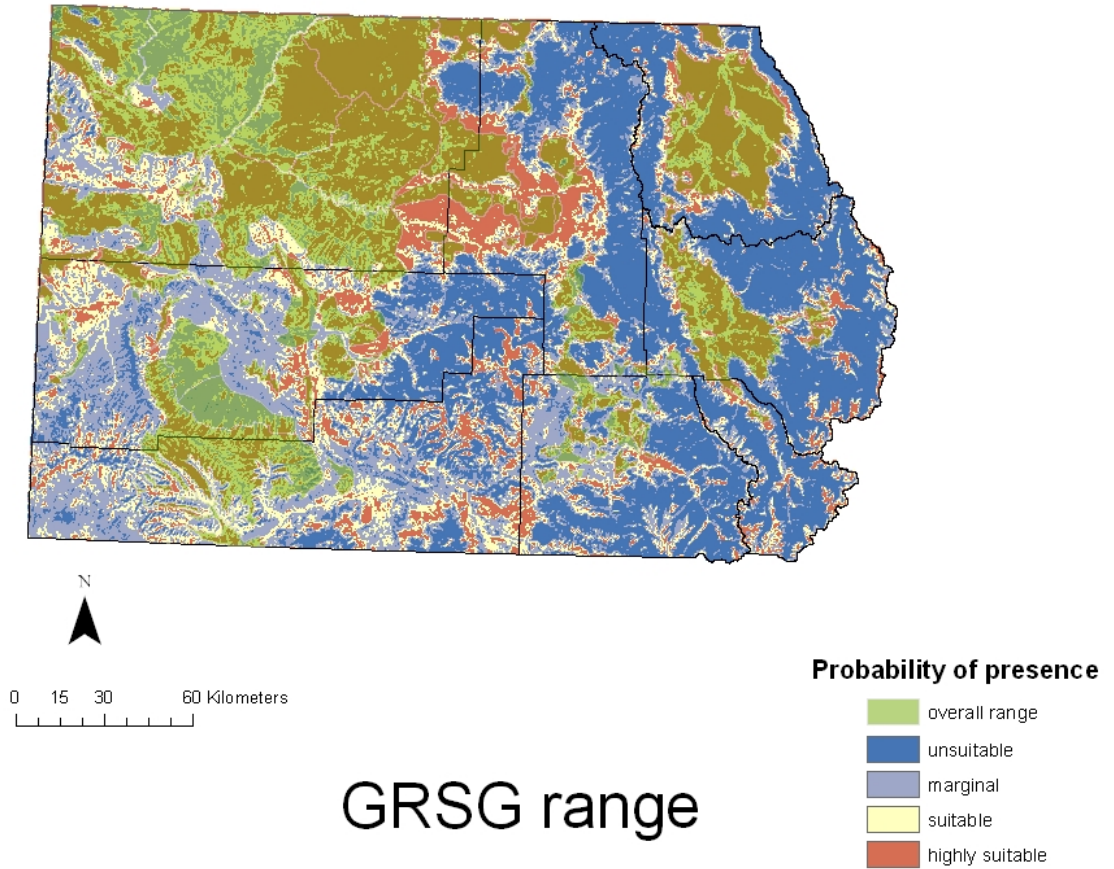 N
0 15 30 60 Kilometers
Probability of presence
overall range
unsuitable
marginal
suitable
highly suitable
GRSG range